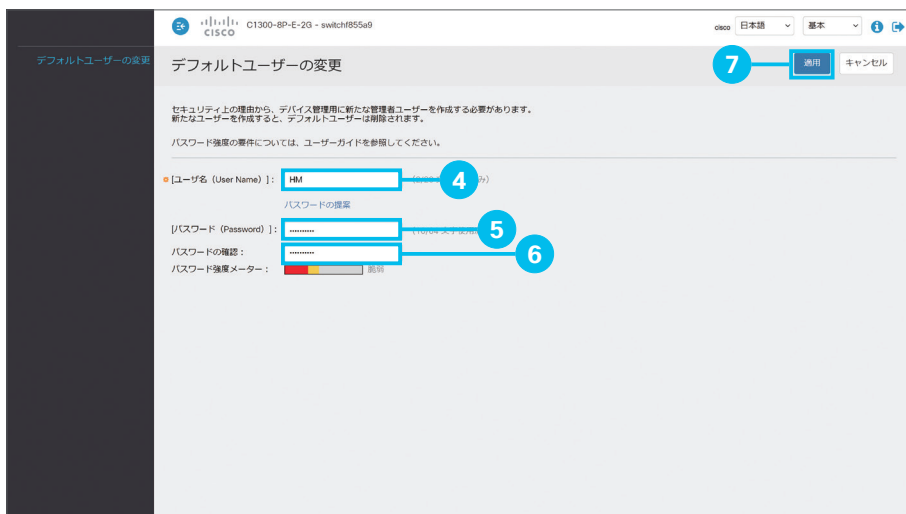 CISCO
C1300-8P-E-2G - switchf855a9
cisco
日本語
基本
デフォルトユーザーの変更
デフォルトユーザーの変更
7
適用
キャンセル
セキュリティ上の理由から、デバイス管理用に新たな管理者ユーザーを作成する必要があります。
新たなユーザーを作成すると、デフォルトユーザーは削除されます。
パスワード強度の要件については、ユーザーガイドを参照してください。
[ユーザ名（User Name）]：
HM
4
パスワードの提案
[パスワード（Password）]：
••••••••••
5
パスワードの確認：
••••••••••
6
パスワード強度メーター：
脆弱